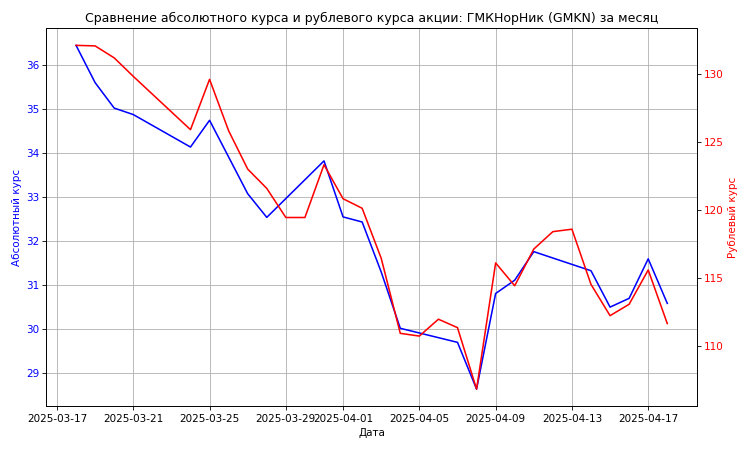 Сравнение абсолютного курса и рублевого курса акции: ГМКНорНик (GMKN) за месяц
36
35
34
33
32
31
30
29
Абсолютный курс
130
125
120
115
110
Рублевый курс
2025-03-17 2025-03-21 2025-03-25 2025-03-29 2025-04-01 2025-04-05 2025-04-09 2025-04-13 2025-04-17
Дата